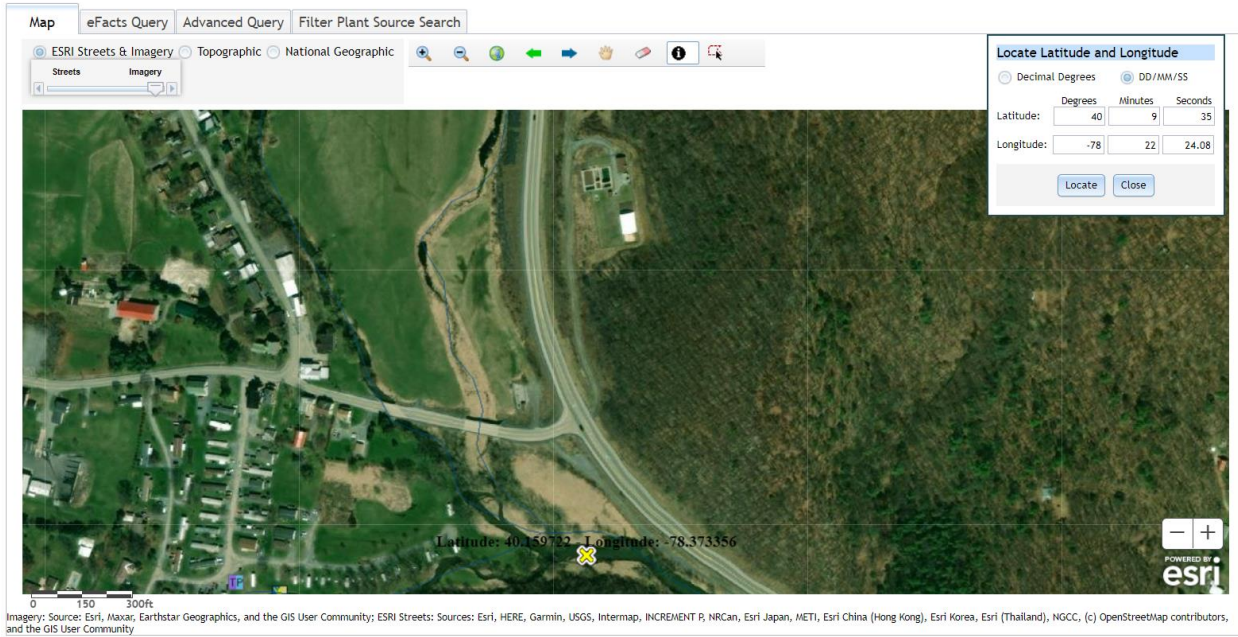 Map
eFacts Query
Advanced Query
Filter Plant Source Search
ESRI Streets & Imagery
Topographic
National Geographic
Streets
Imagery
Locate Latitude and Longitude
Decimal Degrees
DD/MM/SS
Degrees Minutes Seconds
Latitude: 40 9 35
Longitude: -78 22 24.08
Locate Close
Latitude: 40.159722 - Longitude: -78.373356
TP
0 150 300ft
POWERED BY
esri
Imagery: Source: Esri, Maxar, Earthstar Geographics, and the GIS User Community; ESRI Streets: Sources: Esri, HERE, Garmin, USGS, Intermap, INCREMENT P, NRCan, Esri Japan, METI, Esri China (Hong Kong), Esri Korea, Esri (Thailand), NGCC, (c) OpenStreetMap contributors,
and the GIS User Community